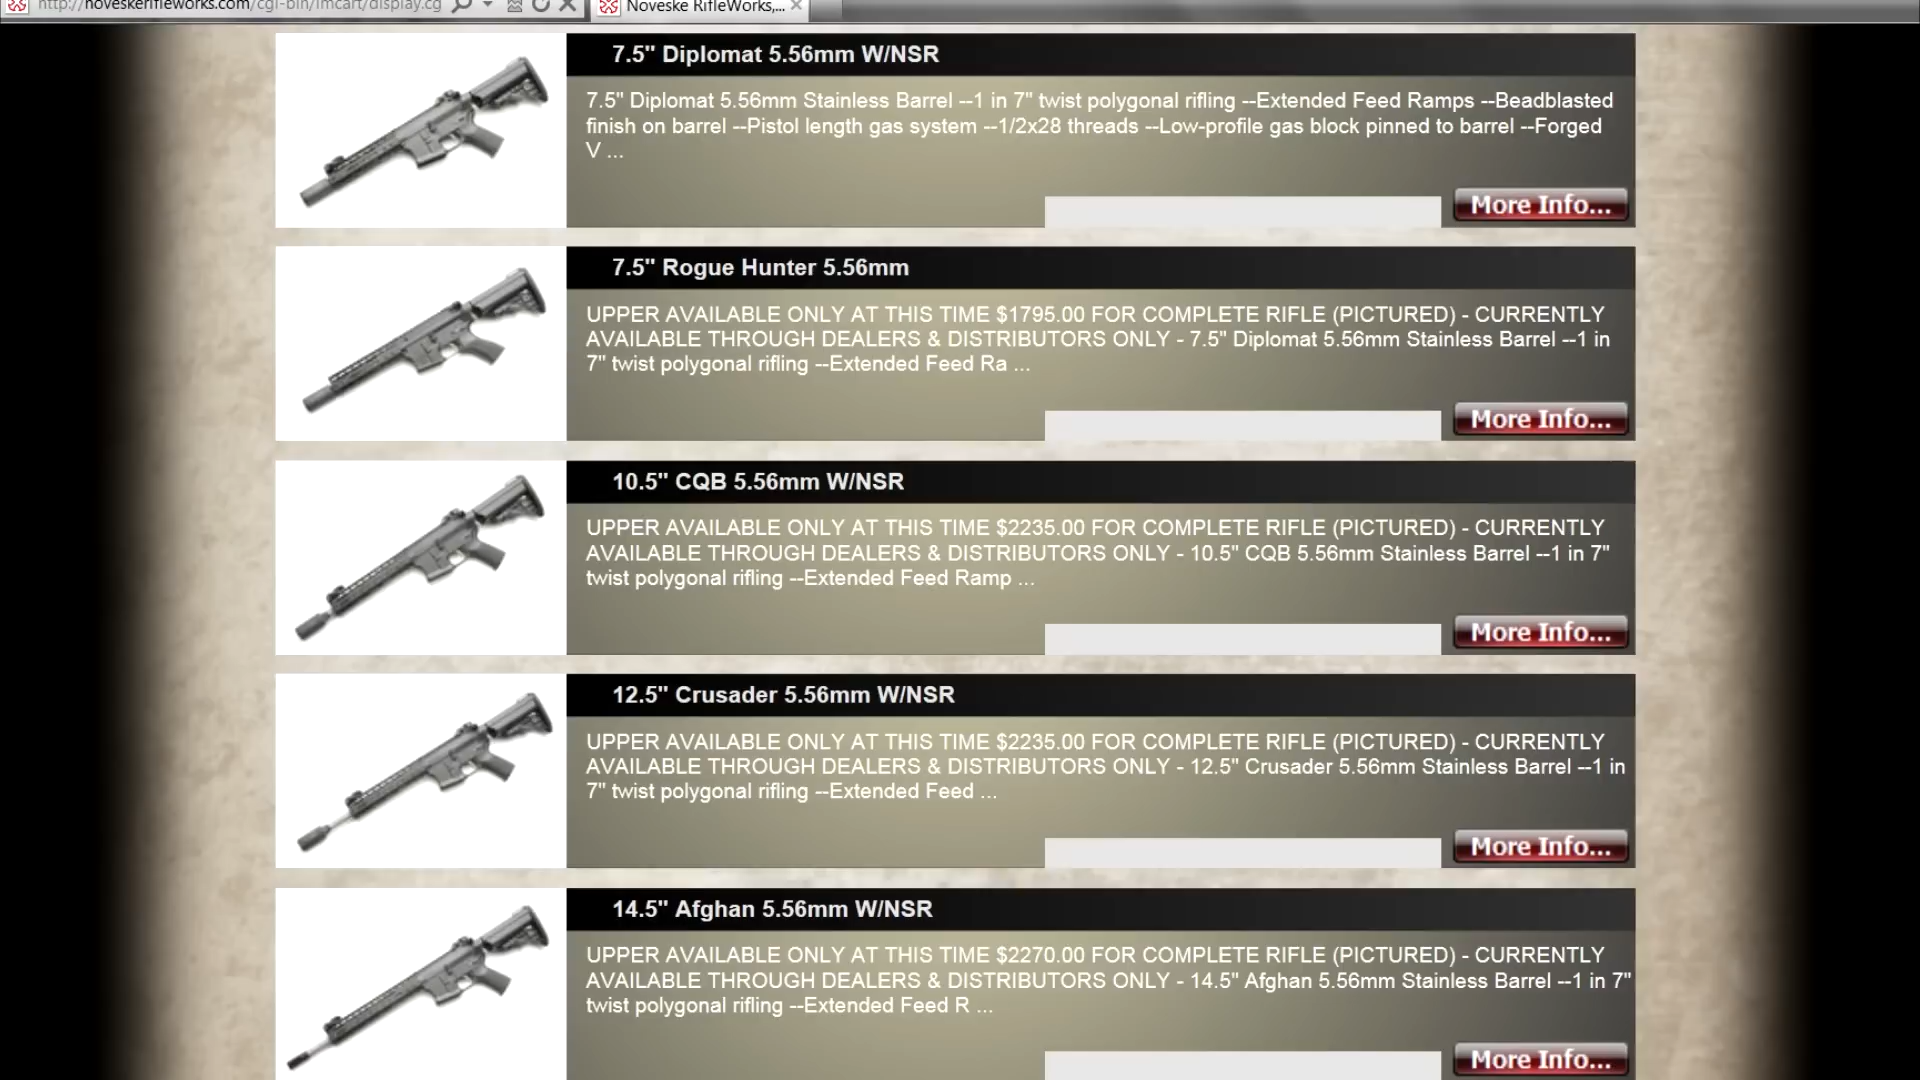 http://noveskerifleworks.com/cgi-bin/imcart/display.cg
Noveske RifleWorks,...
7.5" Diplomat 5.56mm W/NSR
7.5" Diplomat 5.56mm Stainless Barrel --1 in 7" twist polygonal rifling --Extended Feed Ramps --Beadblasted
finish on barrel --Pistol length gas system --1/2x28 threads --Low-profile gas block pinned to barrel --Forged
V ...
More Info...
7.5" Rogue Hunter 5.56mm
UPPER AVAILABLE ONLY AT THIS TIME $1795.00 FOR COMPLETE RIFLE (PICTURED) - CURRENTLY
AVAILABLE THROUGH DEALERS & DISTRIBUTORS ONLY - 7.5" Diplomat 5.56mm Stainless Barrel --1 in
7" twist polygonal rifling --Extended Feed Ra ...
More Info...
10.5" CQB 5.56mm W/NSR
UPPER AVAILABLE ONLY AT THIS TIME $2235.00 FOR COMPLETE RIFLE (PICTURED) - CURRENTLY
AVAILABLE THROUGH DEALERS & DISTRIBUTORS ONLY - 10.5" CQB 5.56mm Stainless Barrel --1 in 7"
twist polygonal rifling --Extended Feed Ramp ...
More Info...
12.5" Crusader 5.56mm W/NSR
UPPER AVAILABLE ONLY AT THIS TIME $2235.00 FOR COMPLETE RIFLE (PICTURED) - CURRENTLY
AVAILABLE THROUGH DEALERS & DISTRIBUTORS ONLY - 12.5" Crusader 5.56mm Stainless Barrel --1 in
7" twist polygonal rifling --Extended Feed ...
More Info...
14.5" Afghan 5.56mm W/NSR
UPPER AVAILABLE ONLY AT THIS TIME $2270.00 FOR COMPLETE RIFLE (PICTURED) - CURRENTLY
AVAILABLE THROUGH DEALERS & DISTRIBUTORS ONLY - 14.5" Afghan 5.56mm Stainless Barrel --1 in 7"
twist polygonal rifling --Extended Feed R ...
More Info...